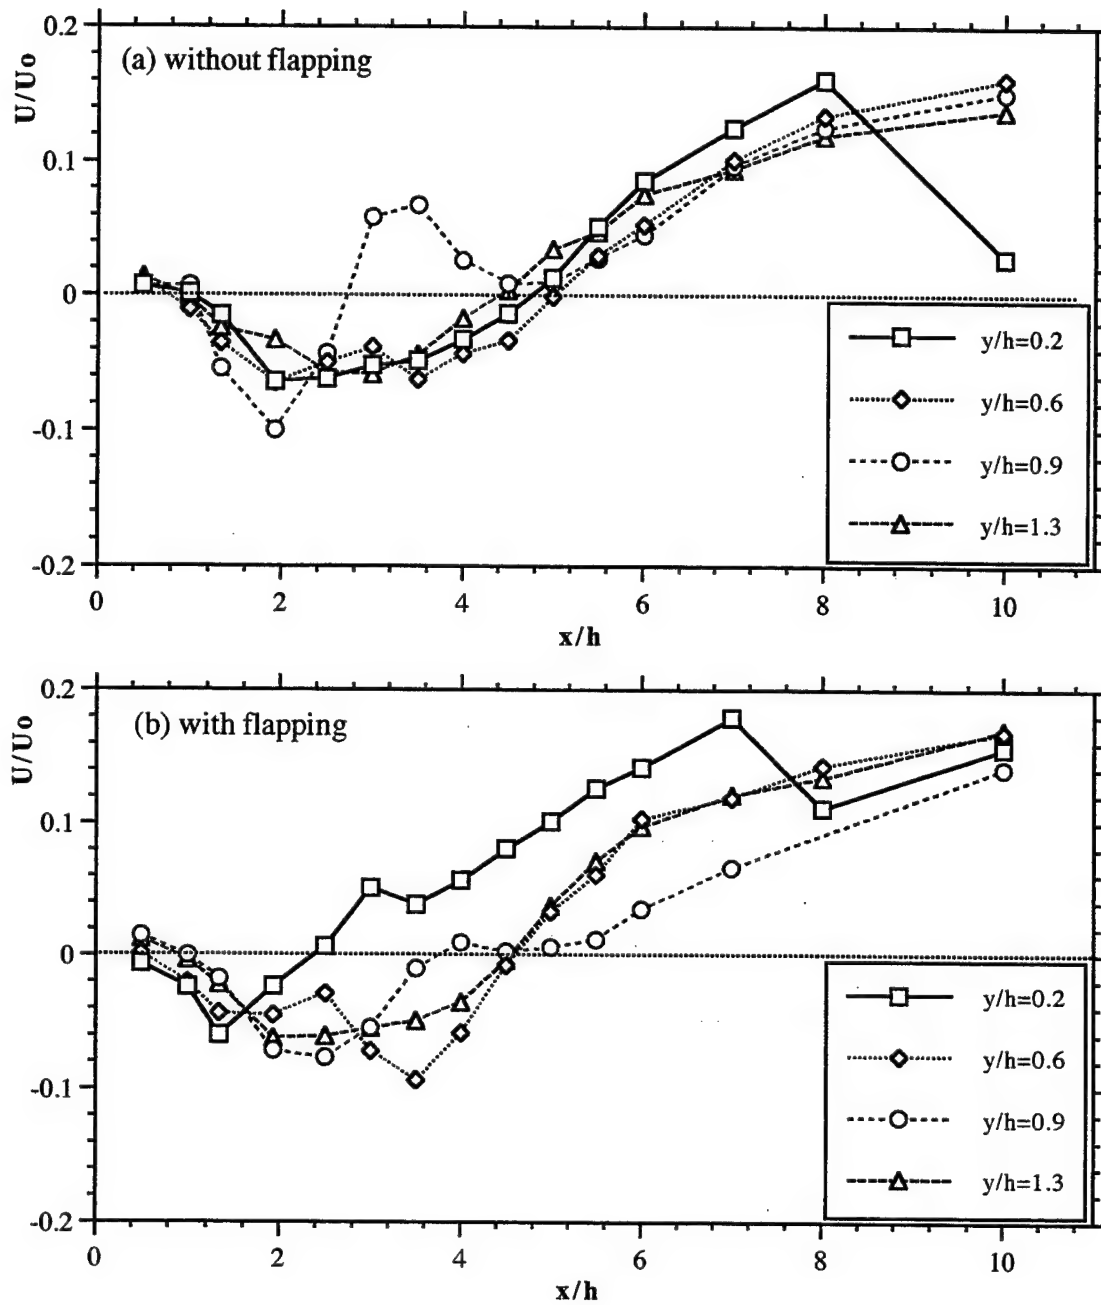 0.2
(a) without flapping
U/Uo
0.1
0
-0.1
-0.2
y/h=0.2
y/h=0.6
y/h=0.9
y/h=1.3
0 2 4 6 8 10
x/h
0.2
(b) with flapping
U/Uo
0.1
0
-0.1
-0.2
y/h=0.2
y/h=0.6
y/h=0.9
y/h=1.3
0 2 4 6 8 10
x/h